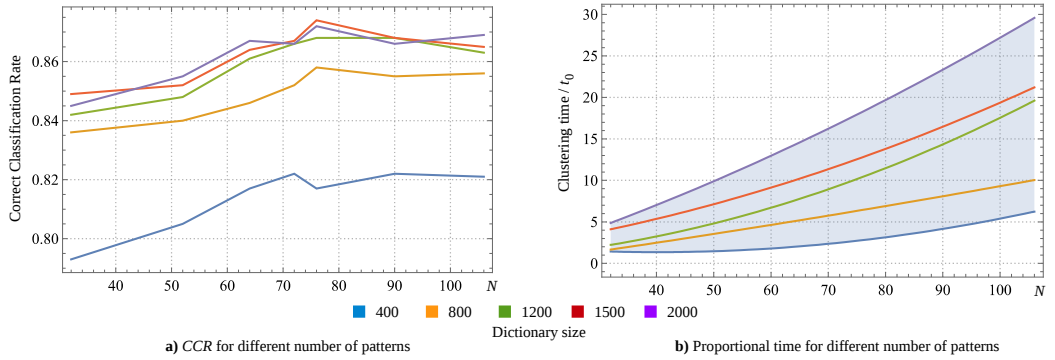 Correct Classification Rate
0.86
0.84
0.82
0.80
40 50 60 70 80 90 100 N
Clustering time / t0
30
25
20
15
10
5
0
40 50 60 70 80 90 100 N
400 800 1200 1500 2000
Dictionary size
a) CCR for different number of patterns
b) Proportional time for different number of patterns